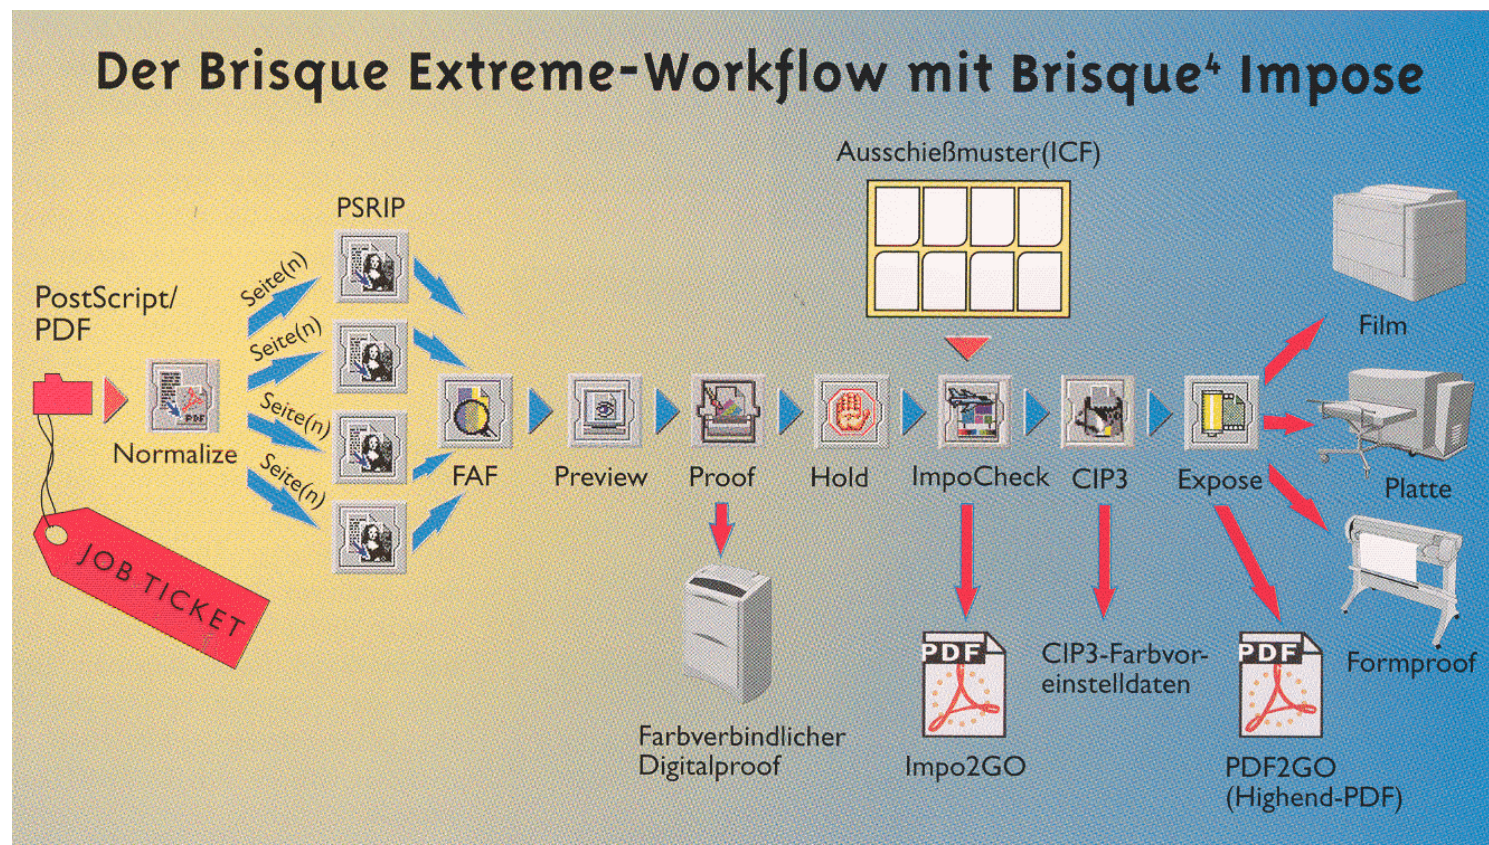 Der Brisque Extreme-Workflow mit Brisque⁴ Impose
Ausschießmuster(ICF)
PSRIP
PostScript/
PDF
Seite(n)
Seite(n)
Seite(n)
Seite(n)
PDF
Normalize
FAF
Preview
Proof
Hold
ImpoCheck
CIP3
Expose
Film
Platte
Formproof
JOB TICKET
Farbverbindlicher
Digitalproof
PDF
Impo2GO
CIP3-Farbvor-
einstelldaten
PDF
PDF2GO
(Highend-PDF)